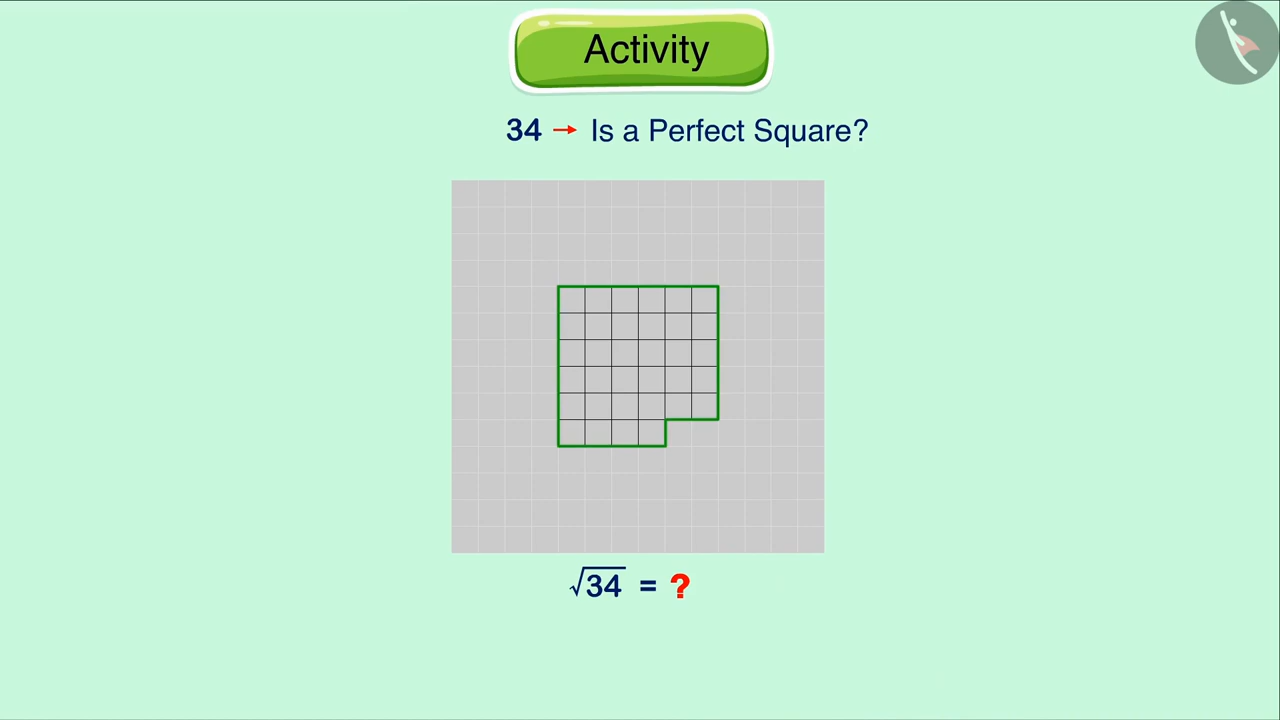 Activity
34 → Is a Perfect Square?
√34 = ?